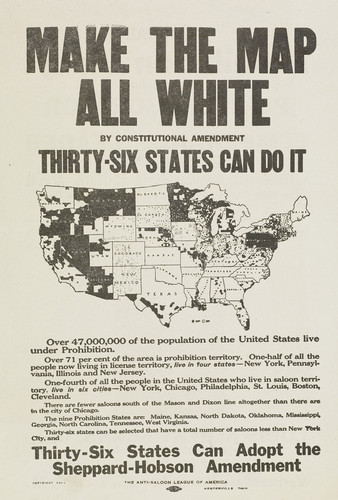 MAKE THE MAP
ALL WHITE
BY CONSTITUTIONAL AMENDMENT
THIRTY-SIX STATES CAN DO IT
WYOMING
COLORADO
NEW
MEXICO
TEXAS
Over 47,000,000 of the population of the United States live
under Prohibition.
Over 71 per cent of the area is prohibition territory. One-half of all the
people now living in license territory, live in four states—New York, Pennsyl-
vania, Illinois and New Jersey.
One-fourth of all the people in the United States who live in saloon terri-
tory, live in six cities—New York, Chicago, Philadelphia, St. Louis, Boston,
Cleveland.
There are fewer saloons south of the Mason and Dixon line altogether than there are
in the city of Chicago.
The nine Prohibition States are: Maine, Kansas, North Dakota, Oklahoma, Mississippi,
Georgia, North Carolina, Tennessee, West Virginia.
Thirty-six states can be selected that have a total number of saloons less than New York
City, and
Thirty-Six States Can Adopt the
Sheppard-Hobson Amendment
COPYRIGHT
THE ANTI-SALOON LEAGUE OF AMERICA
WESTERVILLE OHIO